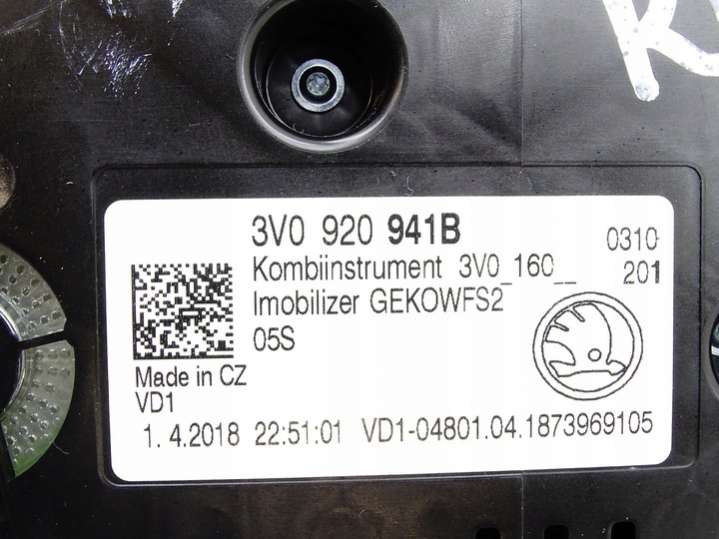 3V0 920 941B
0310
Kombiinstrument 3V0_160__
201
Imobilizer GEKOWFS2
05S
Made in CZ
VD1
1. 4.2018 22:51:01 VD1-04801.04.1873969105